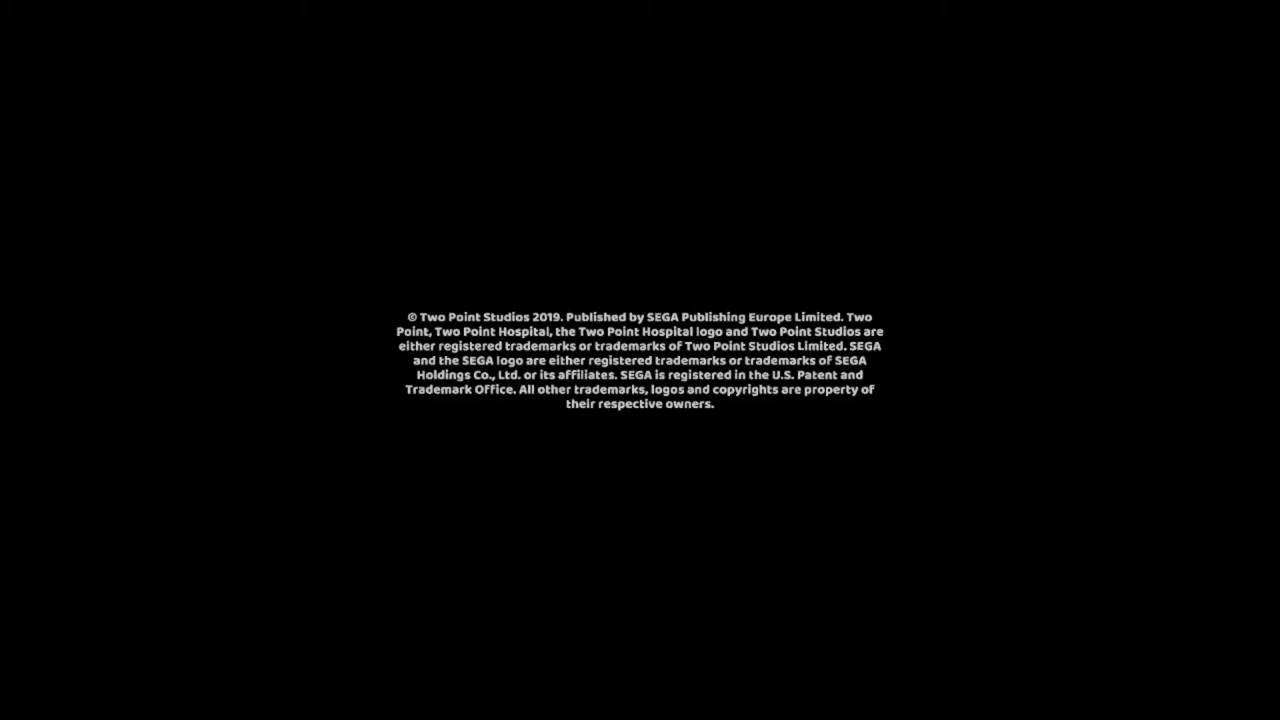 © Two Point Studios 2019. Published by SEGA Publishing Europe Limited. Two
Point, Two Point Hospital, the Two Point Hospital logo and Two Point Studios are
either registered trademarks or trademarks of Two Point Studios Limited. SEGA
and the SEGA logo are either registered trademarks or trademarks of SEGA
Holdings Co., Ltd. or its affiliates. SEGA is registered in the U.S. Patent and
Trademark Office. All other trademarks, logos and copyrights are property of
their respective owners.